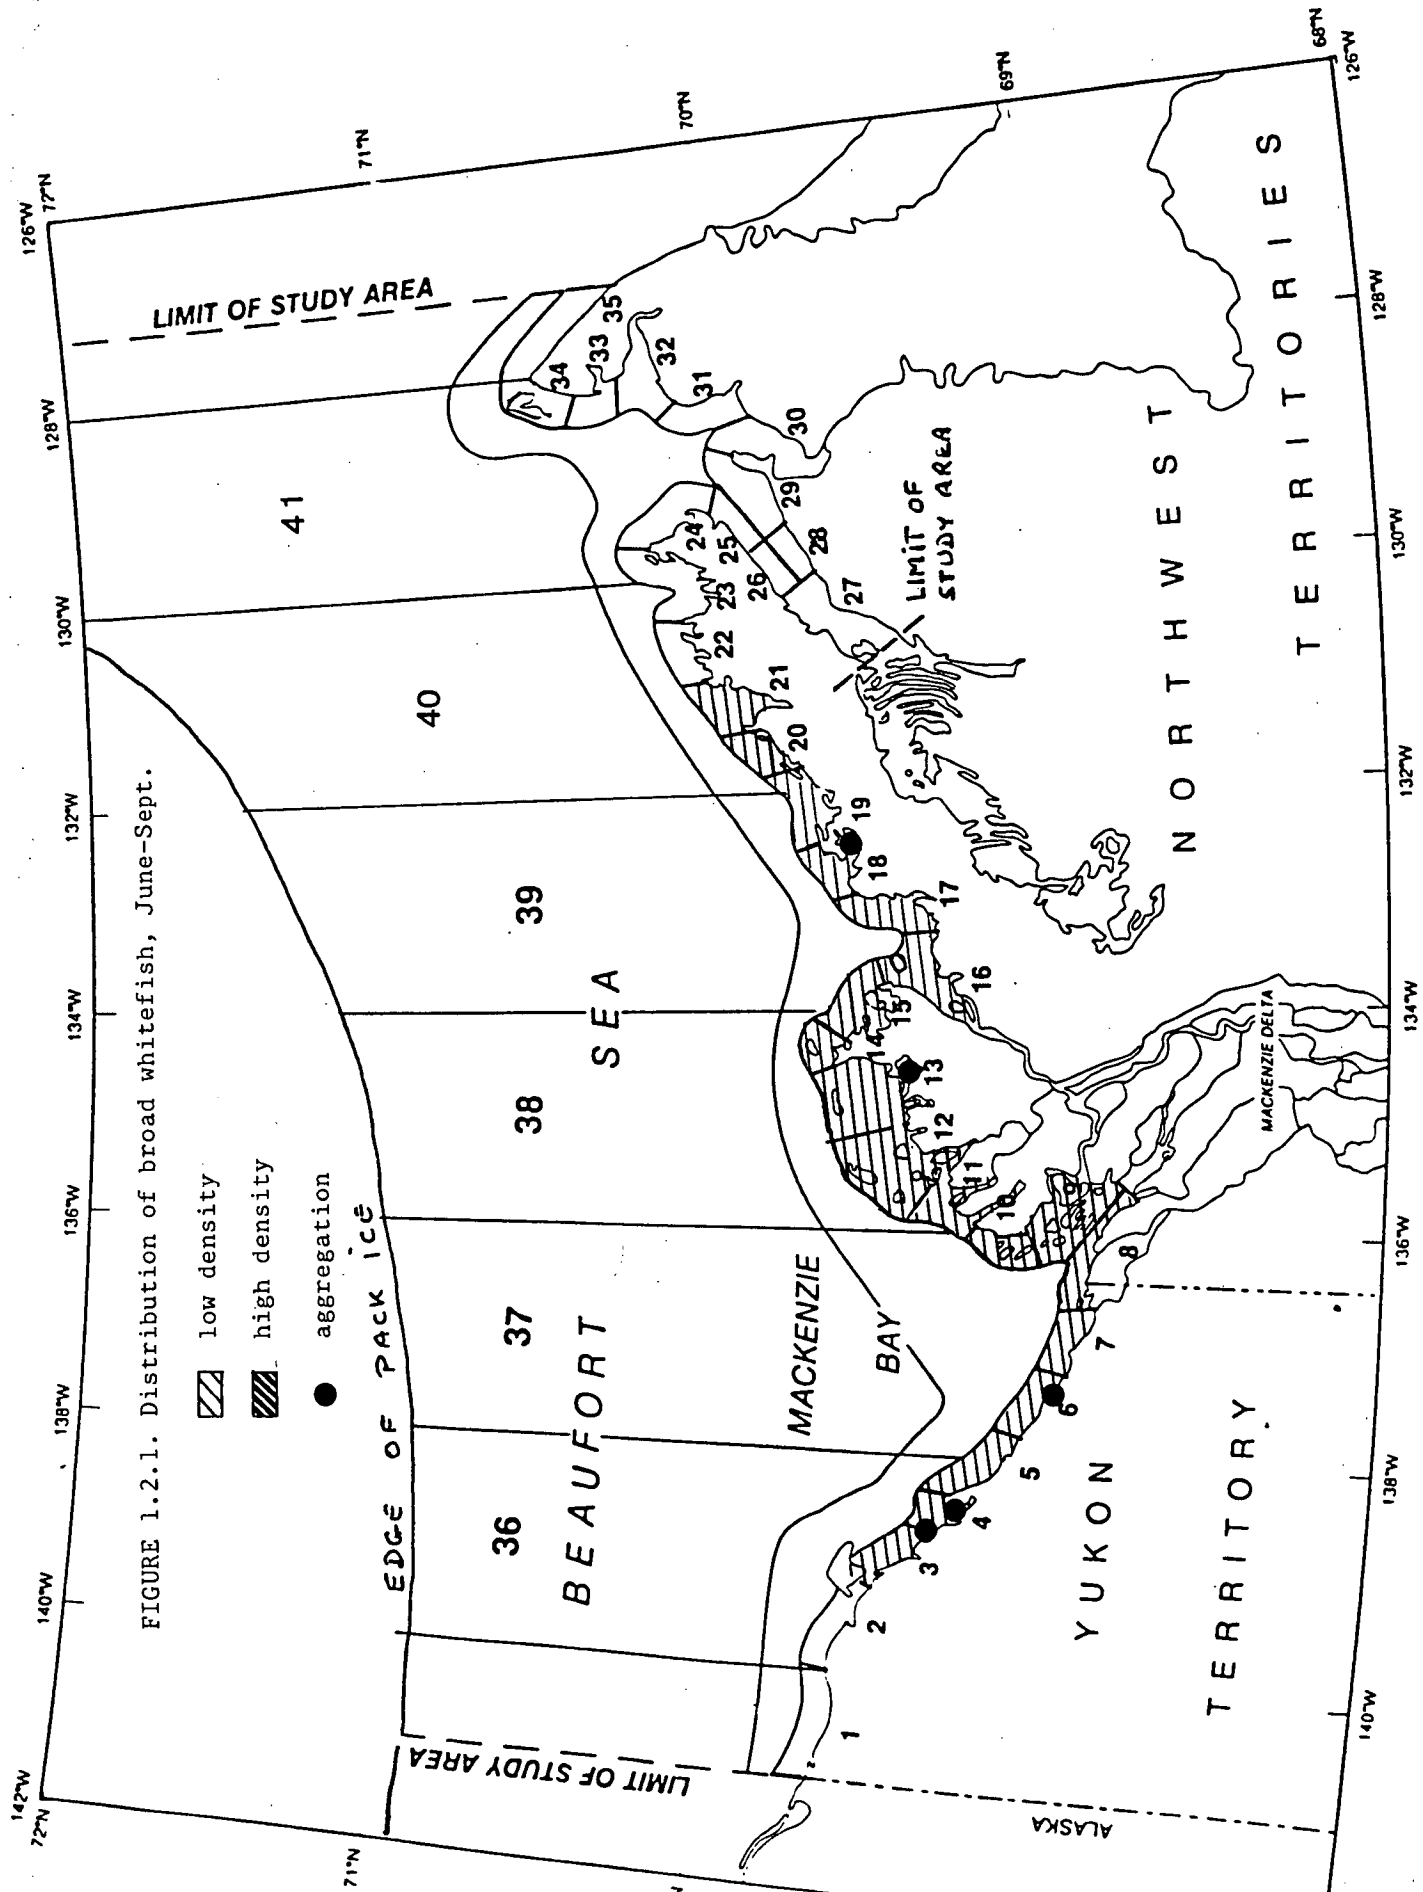 FIGURE 1.2.1. Distribution of broad whitefish, June-Sept.
low density
high density
aggregation
EDGE OF PACK ICE
142°W
140°W
138°W
136°W
134°W
132°W
130°W
128°W
126°W
72°N
72°N
71°N
71°N
70°N
69°N
68°N
126°W
128°W
130°W
132°W
134°W
136°W
138°W
140°W
LIMIT OF STUDY AREA
LIMIT OF STUDY AREA
LIMIT OF
STUDY AREA
BEAUFORT
SEA
MACKENZIE
BAY
MACKENZIE DELTA
YUKON
TERRITORY
NORTHWEST
TERRITORIES
ALASKA
1
2
3
4
5
6
7
8
10
11
12
13
14
15
16
17
18
19
20
21
22
23
24
25
26
27
28
29
30
31
32
33
34
35
36
37
38
39
40
41